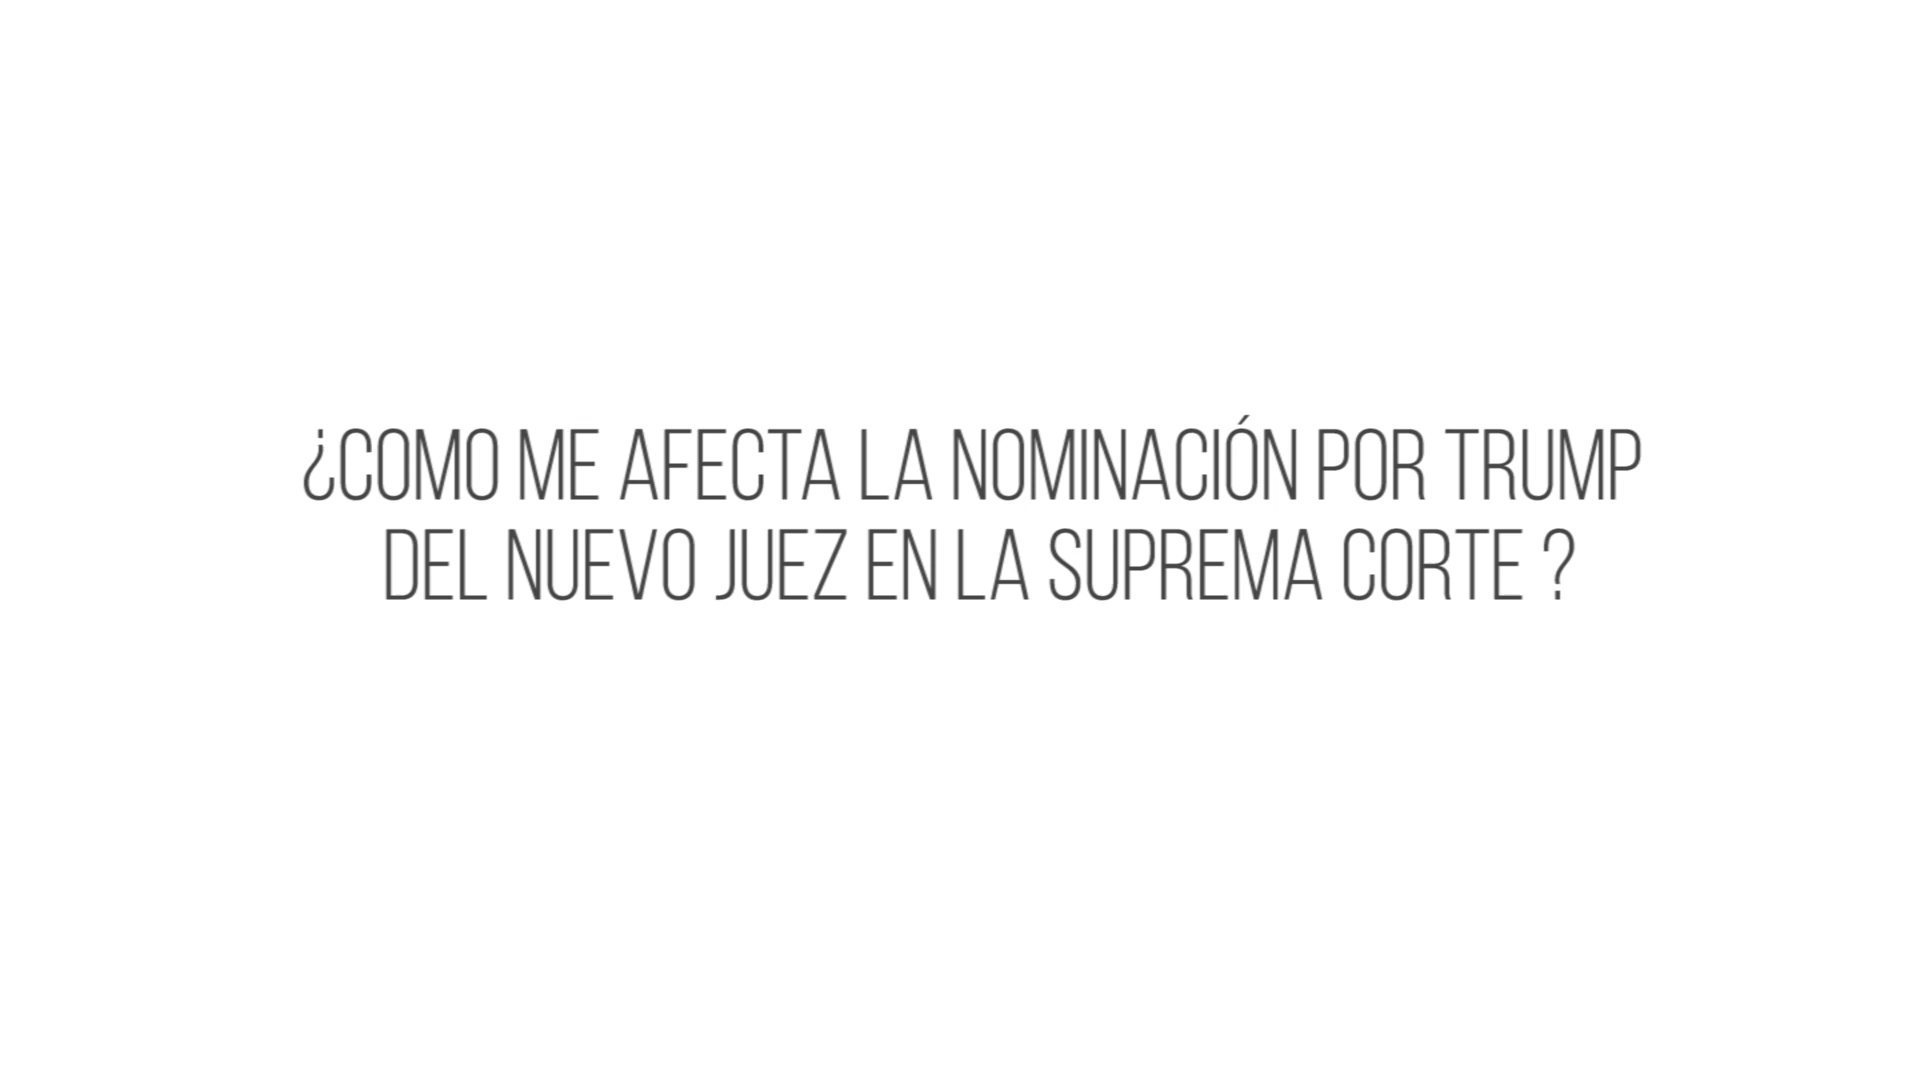 ¿COMO ME AFECTA LA NOMINACIÓN POR TRUMP
DEL NUEVO JUEZ EN LA SUPREMA CORTE ?